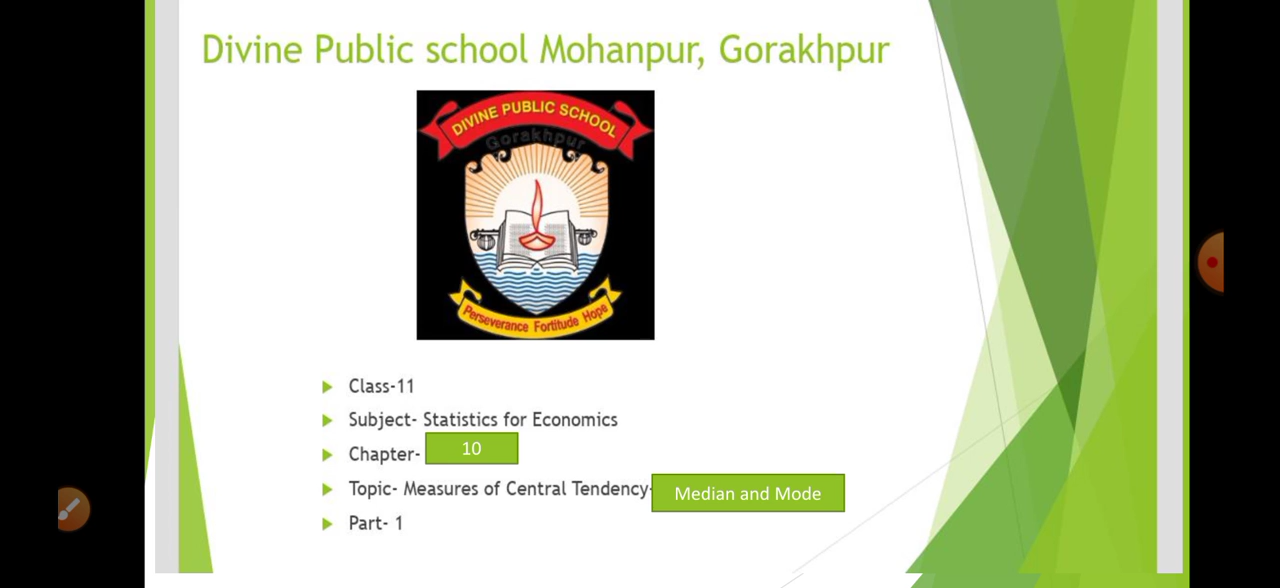 Divine Public school Mohanpur, Gorakhpur
DIVINE PUBLIC SCHOOL
Gorakhpur
Perseverance Fortitude Hope
Class-11
Subject- Statistics for Economics
Chapter- 10
Topic- Measures of Central Tendency- Median and Mode
Part- 1